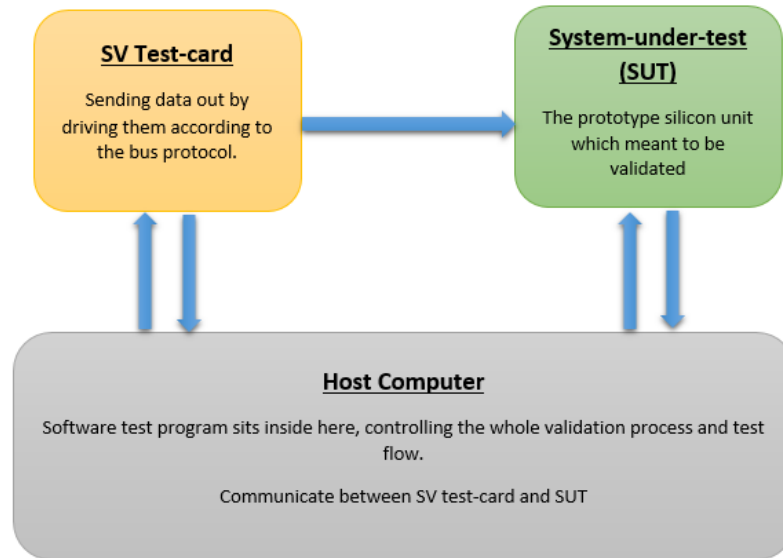 SV Test-card
Sending data out by
driving them according to
the bus protocol.
System-under-test
(SUT)
The prototype silicon unit
which meant to be
validated
Host Computer
Software test program sits inside here, controlling the whole validation process and test
flow.
Communicate between SV test-card and SUT